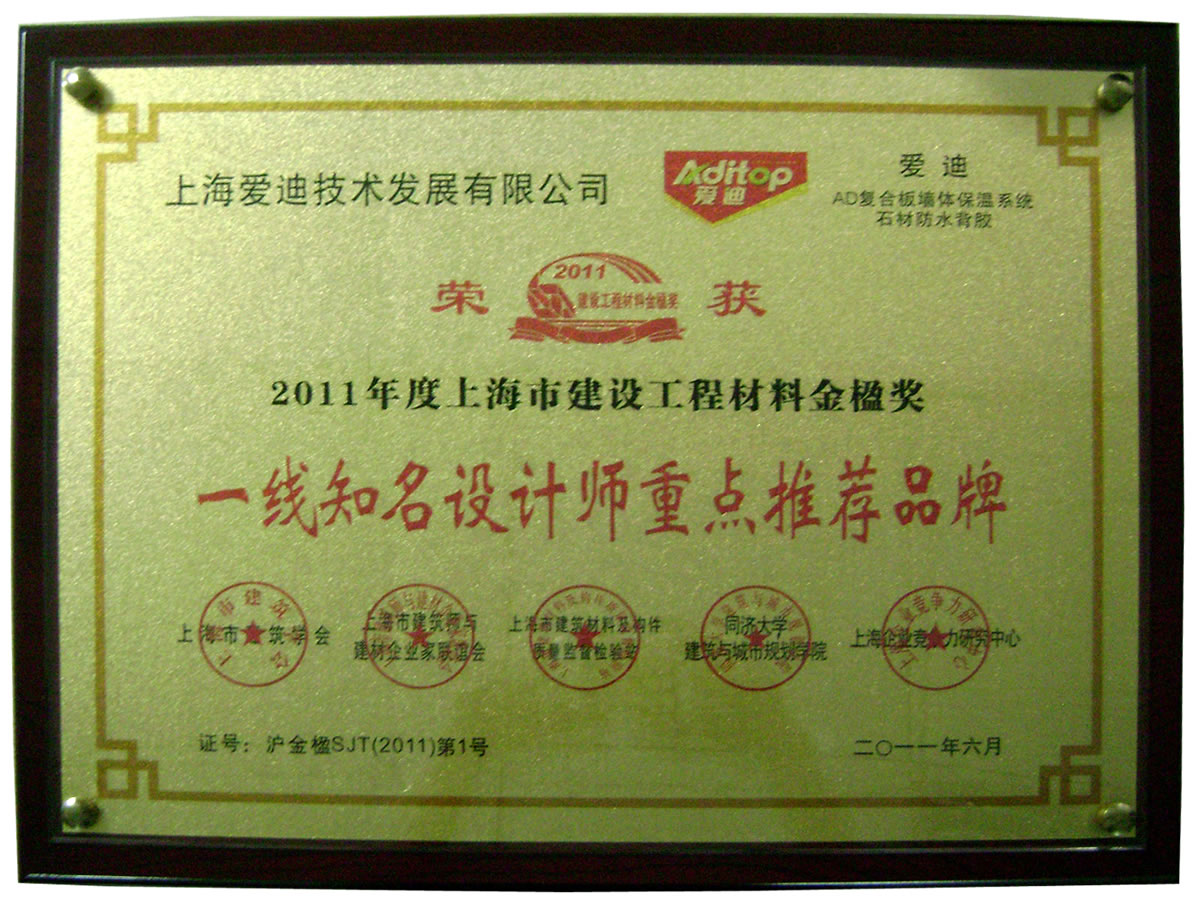 上海爱迪技术发展有限公司
Aditop
爱迪
爱 迪
AD复合板墙体保温系统
石材防水背胶
荣
2011
建设工程材料金楹奖
获
2011年度上海市建设工程材料金楹奖
一线知名设计师重点推荐品牌
上海市建筑学会
上海市建筑师与
建材企业家联谊会
上海市建筑材料及构件
质量监督检验站
同济大学
建筑与城市规划学院
上海企业竞争力研究中心
证号：沪金楹SJT(2011)第1号
二〇一一年六月